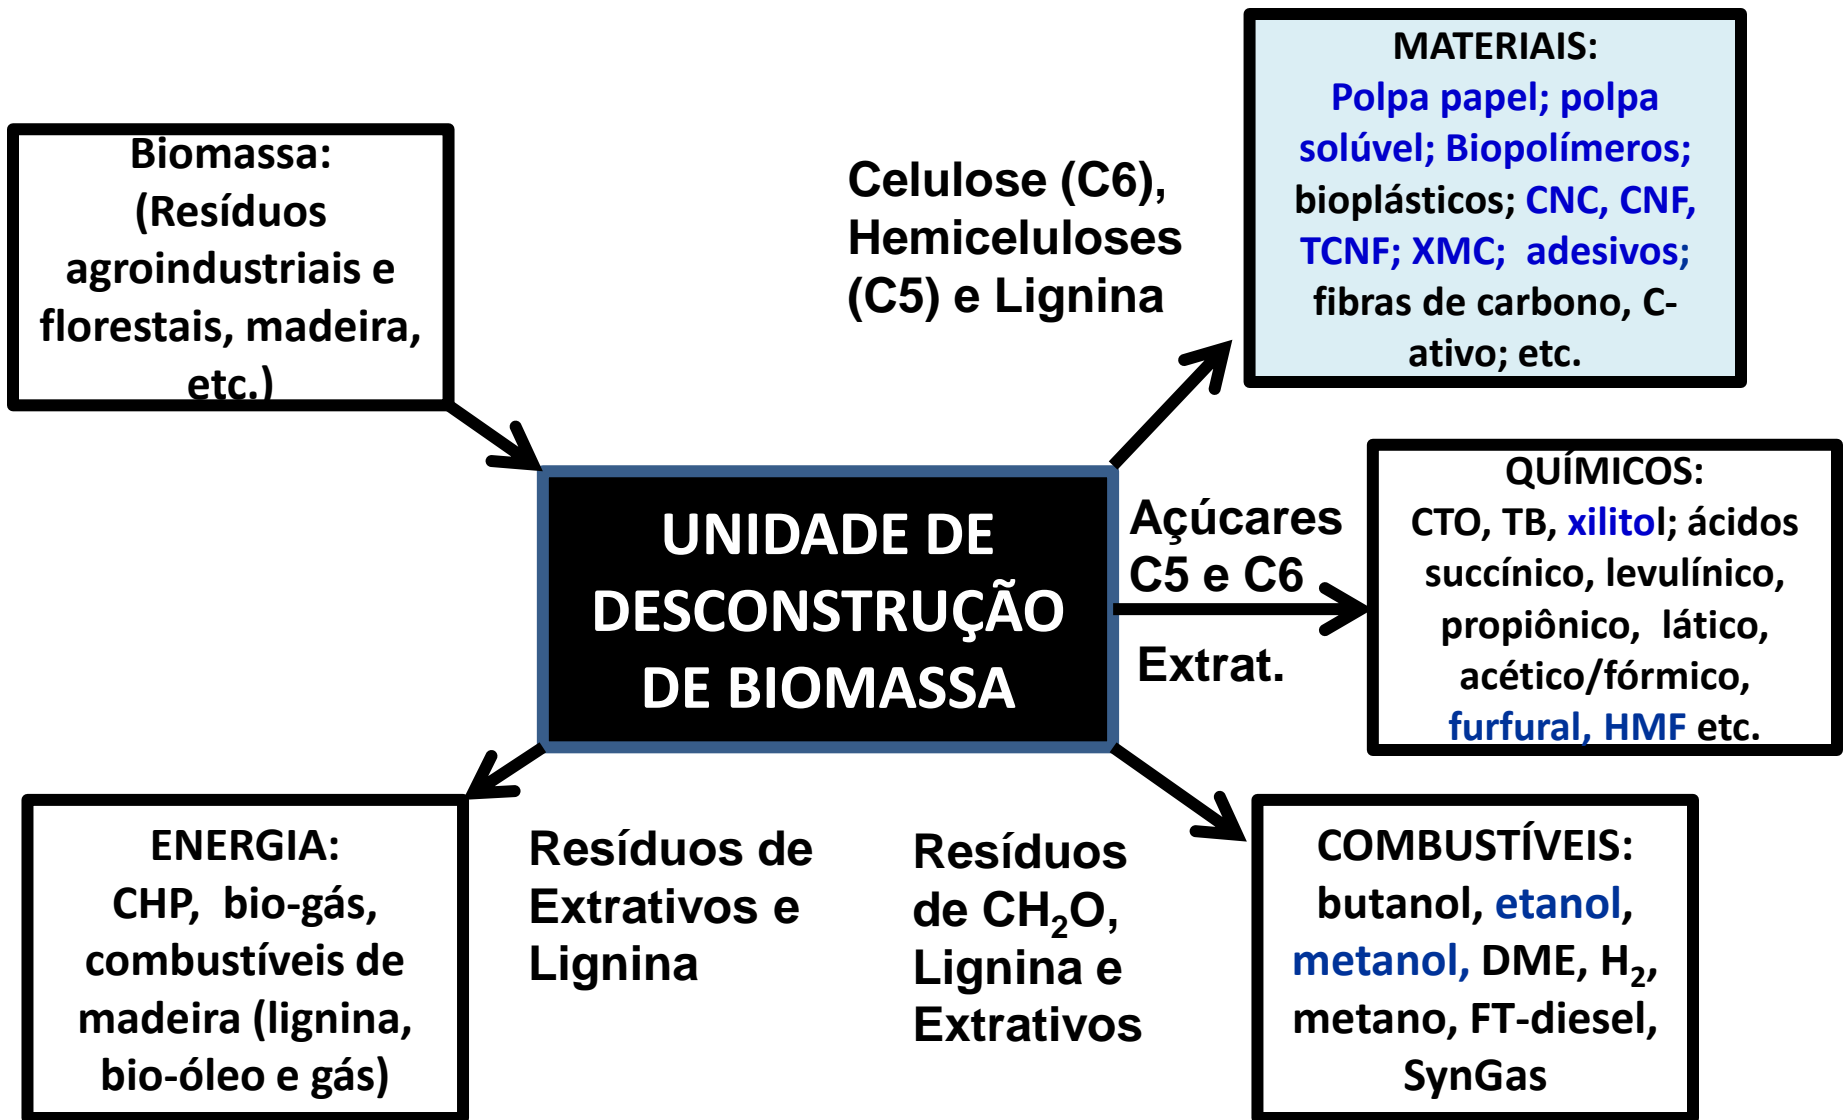 Biomassa:
(Resíduos
agroindustriais e
florestais, madeira,
etc.)
Celulose (C6),
Hemiceluloses
(C5) e Lignina
MATERIAIS:
Polpa papel; polpa
solúvel; Biopolímeros;
bioplásticos; CNC, CNF,
TCNF; XMC; adesivos;
fibras de carbono, C-
ativo; etc.
UNIDADE DE
DESCONSTRUÇÃO
DE BIOMASSA
Açúcares
C5 e C6
Extrat.
QUÍMICOS:
CTO, TB, xilitol; ácidos
succínico, levulínico,
propiônico, lático,
acético/fórmico,
furfural, HMF etc.
ENERGIA:
CHP, bio-gás,
combustíveis de
madeira (lignina,
bio-óleo e gás)
Resíduos de
Extrativos e
Lignina
Resíduos
de CH₂O,
Lignina e
Extrativos
COMBUSTÍVEIS:
butanol, etanol,
metanol, DME, H₂,
metano, FT-diesel,
SynGas